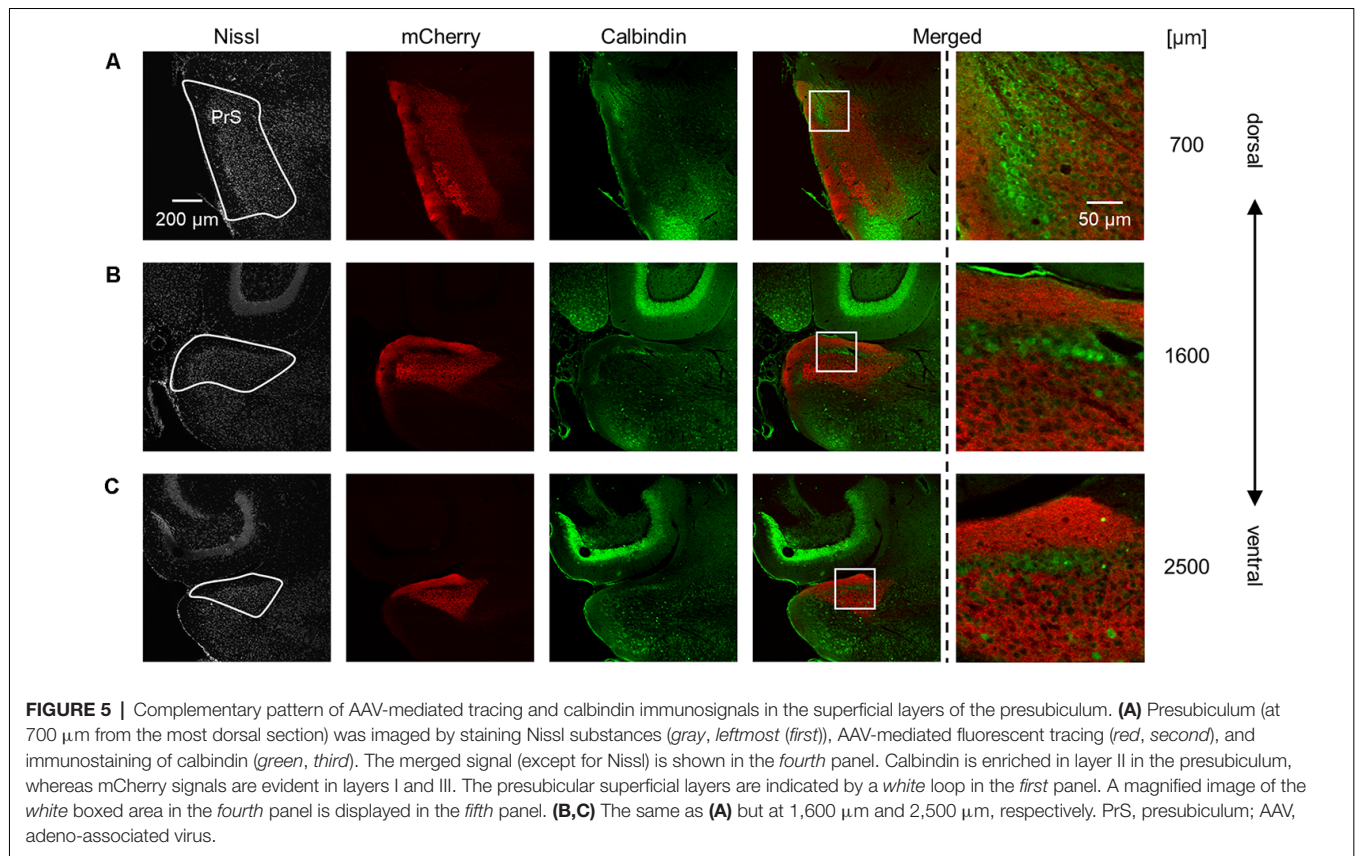 Nissl mCherry Calbindin Merged [μm]
A
PrS
200 μm
50 μm
700
dorsal
B
1600
C
2500
ventral
FIGURE 5 | Complementary pattern of AAV-mediated tracing and calbindin immunosignals in the superficial layers of the presubiculum. (A) Presubiculum (at
700 μm from the most dorsal section) was imaged by staining Nissl substances (gray, leftmost (first)), AAV-mediated fluorescent tracing (red, second), and
immunostaining of calbindin (green, third). The merged signal (except for Nissl) is shown in the fourth panel. Calbindin is enriched in layer II in the presubiculum,
whereas mCherry signals are evident in layers I and III. The presubicular superficial layers are indicated by a white loop in the first panel. A magnified image of the
white boxed area in the fourth panel is displayed in the fifth panel. (B,C) The same as (A) but at 1,600 μm and 2,500 μm, respectively. PrS, presubiculum; AAV,
adeno-associated virus.